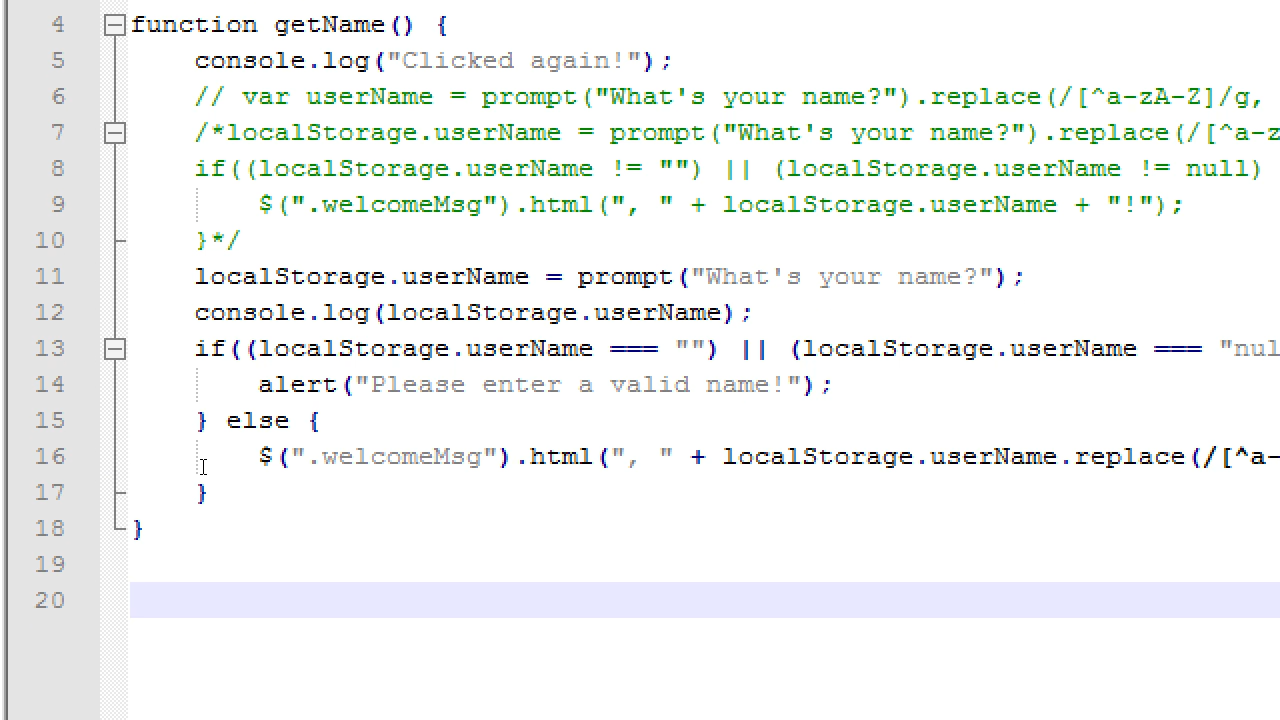 4 function getName() {
5 console.log("Clicked again!");
6 // var userName = prompt("What's your name?").replace(/[^a-zA-Z]/g,
7 /*localStorage.userName = prompt("What's your name?").replace(/[^a-z
8 if((localStorage.userName != "") || (localStorage.userName != null)
9 $(".welcomeMsg").html(", " + localStorage.userName + "!");
10 }*/
11 localStorage.userName = prompt("What's your name?");
12 console.log(localStorage.userName);
13 if((localStorage.userName === "") || (localStorage.userName === "nul
14 alert("Please enter a valid name!");
15 } else {
16 $(".welcomeMsg").html(", " + localStorage.userName.replace(/[^a-
17 }
18 }
19
20